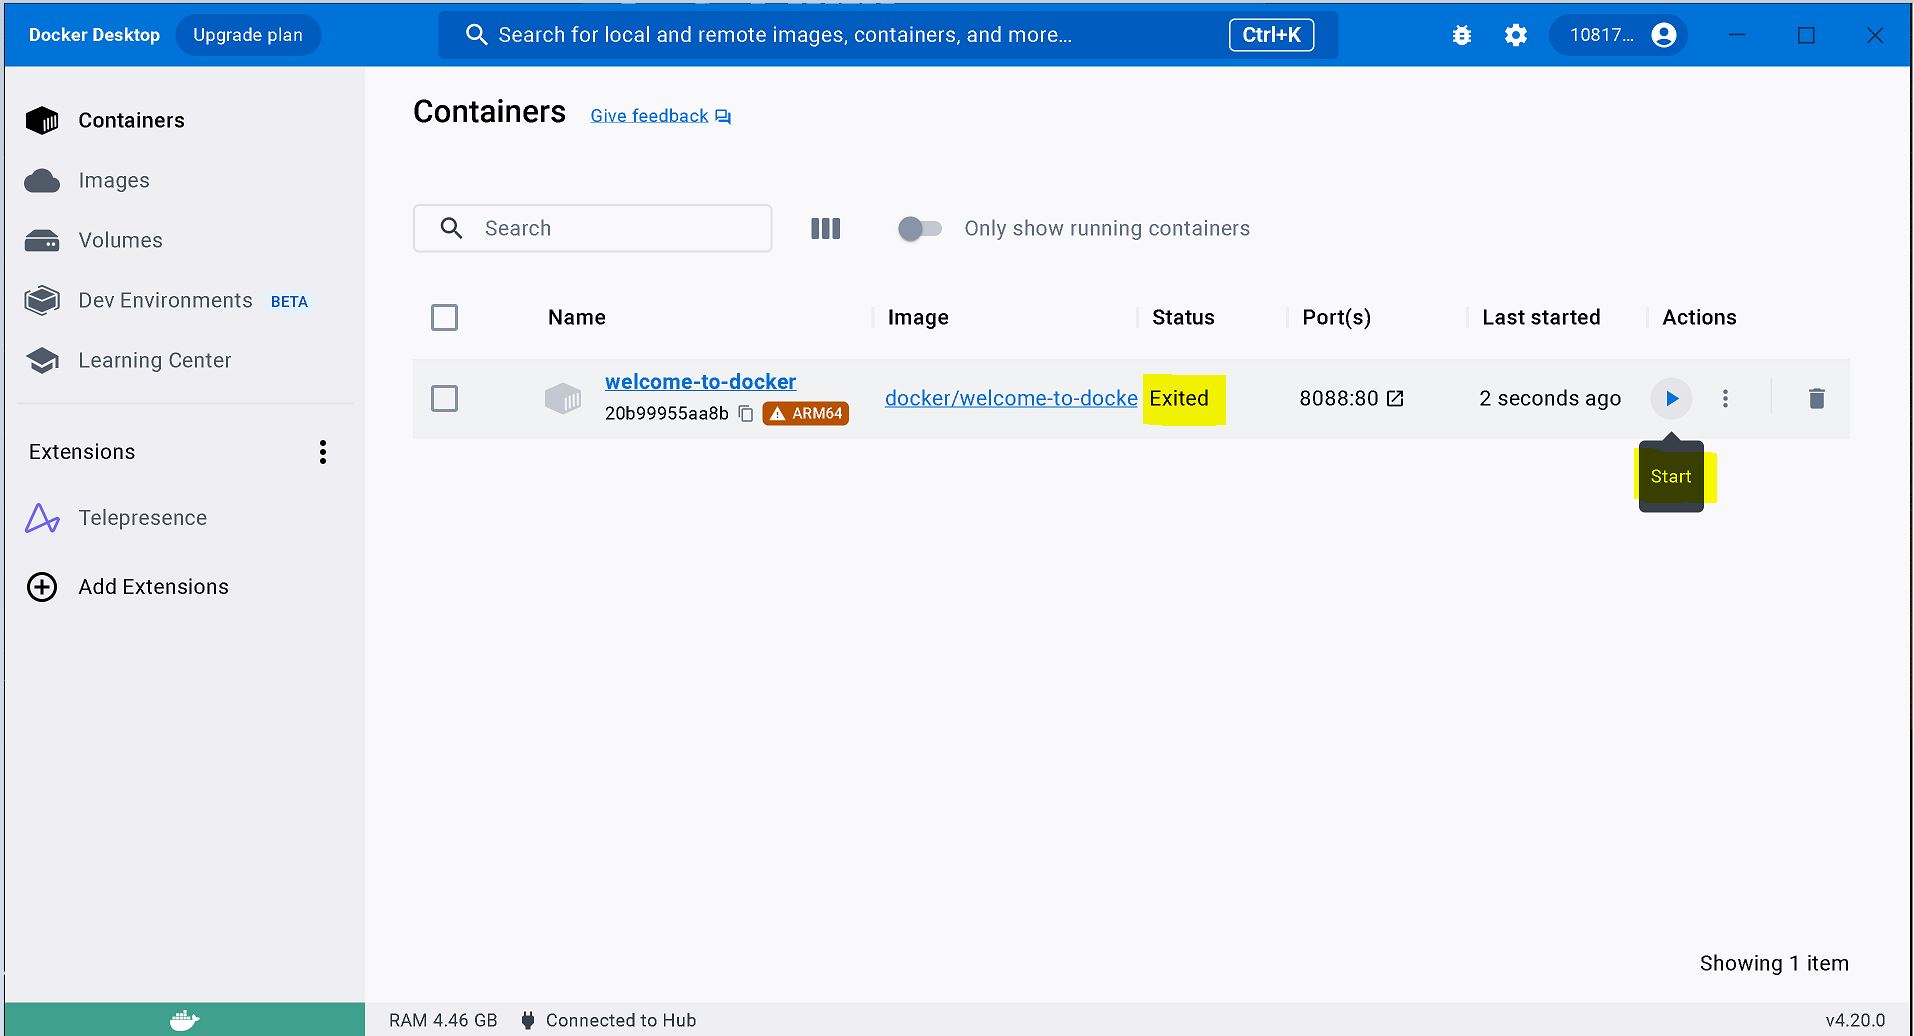 Docker Desktop Upgrade plan Search for local and remote images, containers, and more... Ctrl+K 10817...
Containers
Images
Volumes
Dev Environments BETA
Learning Center
Extensions
Telepresence
Add Extensions
Containers Give feedback
Search Only show running containers
Name Image Status Port(s) Last started Actions
welcome-to-docker
20b99955aa8b ARM64
docker/welcome-to-docke Exited 8088:80 2 seconds ago
Start
Showing 1 item
RAM 4.46 GB Connected to Hub v4.20.0